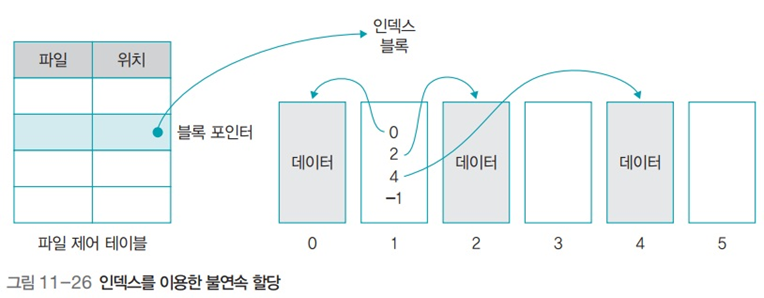 파일 위치
블록 포인터
파일 제어 테이블
인덱스
블록
데이터
0
2
4
-1
데이터
데이터
0 1 2 3 4 5
그림 11-26 인덱스를 이용한 불연속 할당